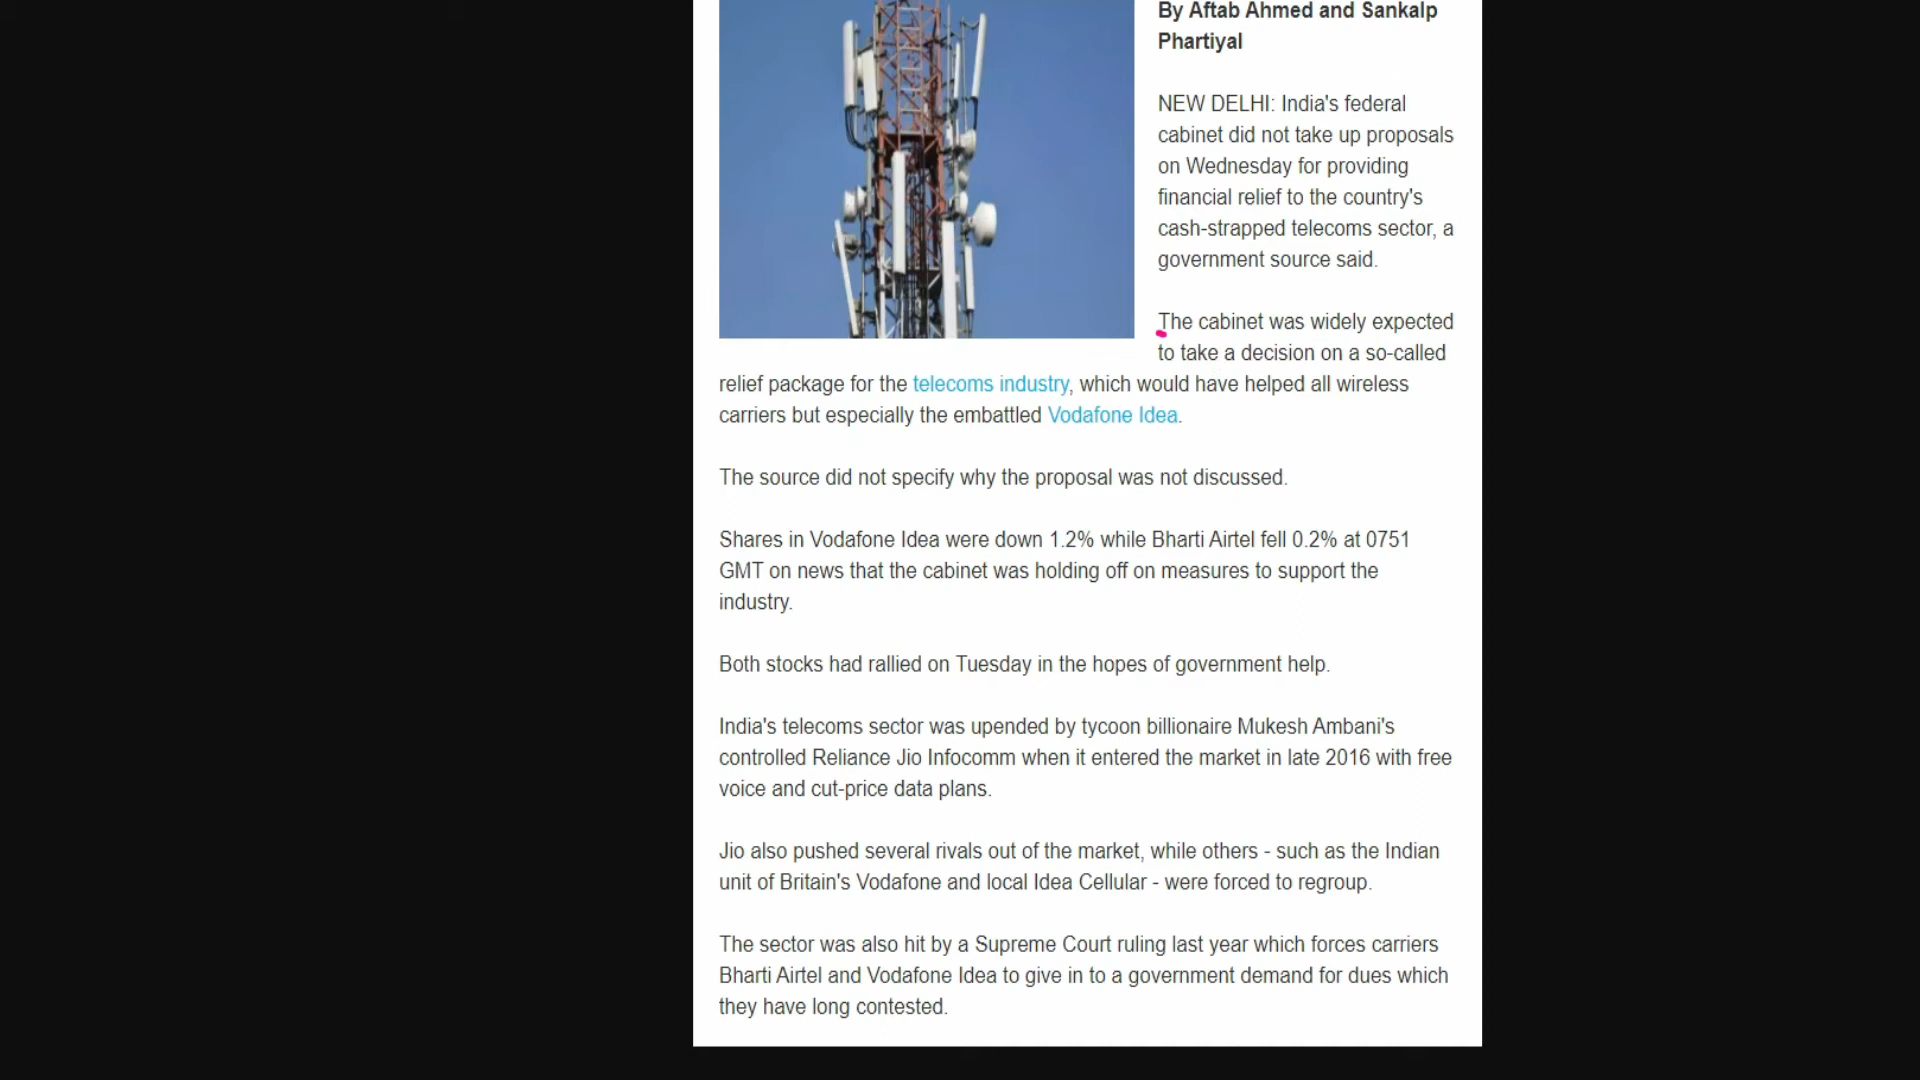 By Aftab Ahmed and Sankalp
Phartiyal
NEW DELHI: India's federal
cabinet did not take up proposals
on Wednesday for providing
financial relief to the country's
cash-strapped telecoms sector, a
government source said.
The cabinet was widely expected
to take a decision on a so-called
relief package for the telecoms industry, which would have helped all wireless
carriers but especially the embattled Vodafone Idea.
The source did not specify why the proposal was not discussed.
Shares in Vodafone Idea were down 1.2% while Bharti Airtel fell 0.2% at 0751
GMT on news that the cabinet was holding off on measures to support the
industry.
Both stocks had rallied on Tuesday in the hopes of government help.
India's telecoms sector was upended by tycoon billionaire Mukesh Ambani's
controlled Reliance Jio Infocomm when it entered the market in late 2016 with free
voice and cut-price data plans.
Jio also pushed several rivals out of the market, while others - such as the Indian
unit of Britain's Vodafone and local Idea Cellular - were forced to regroup.
The sector was also hit by a Supreme Court ruling last year which forces carriers
Bharti Airtel and Vodafone Idea to give in to a government demand for dues which
they have long contested.